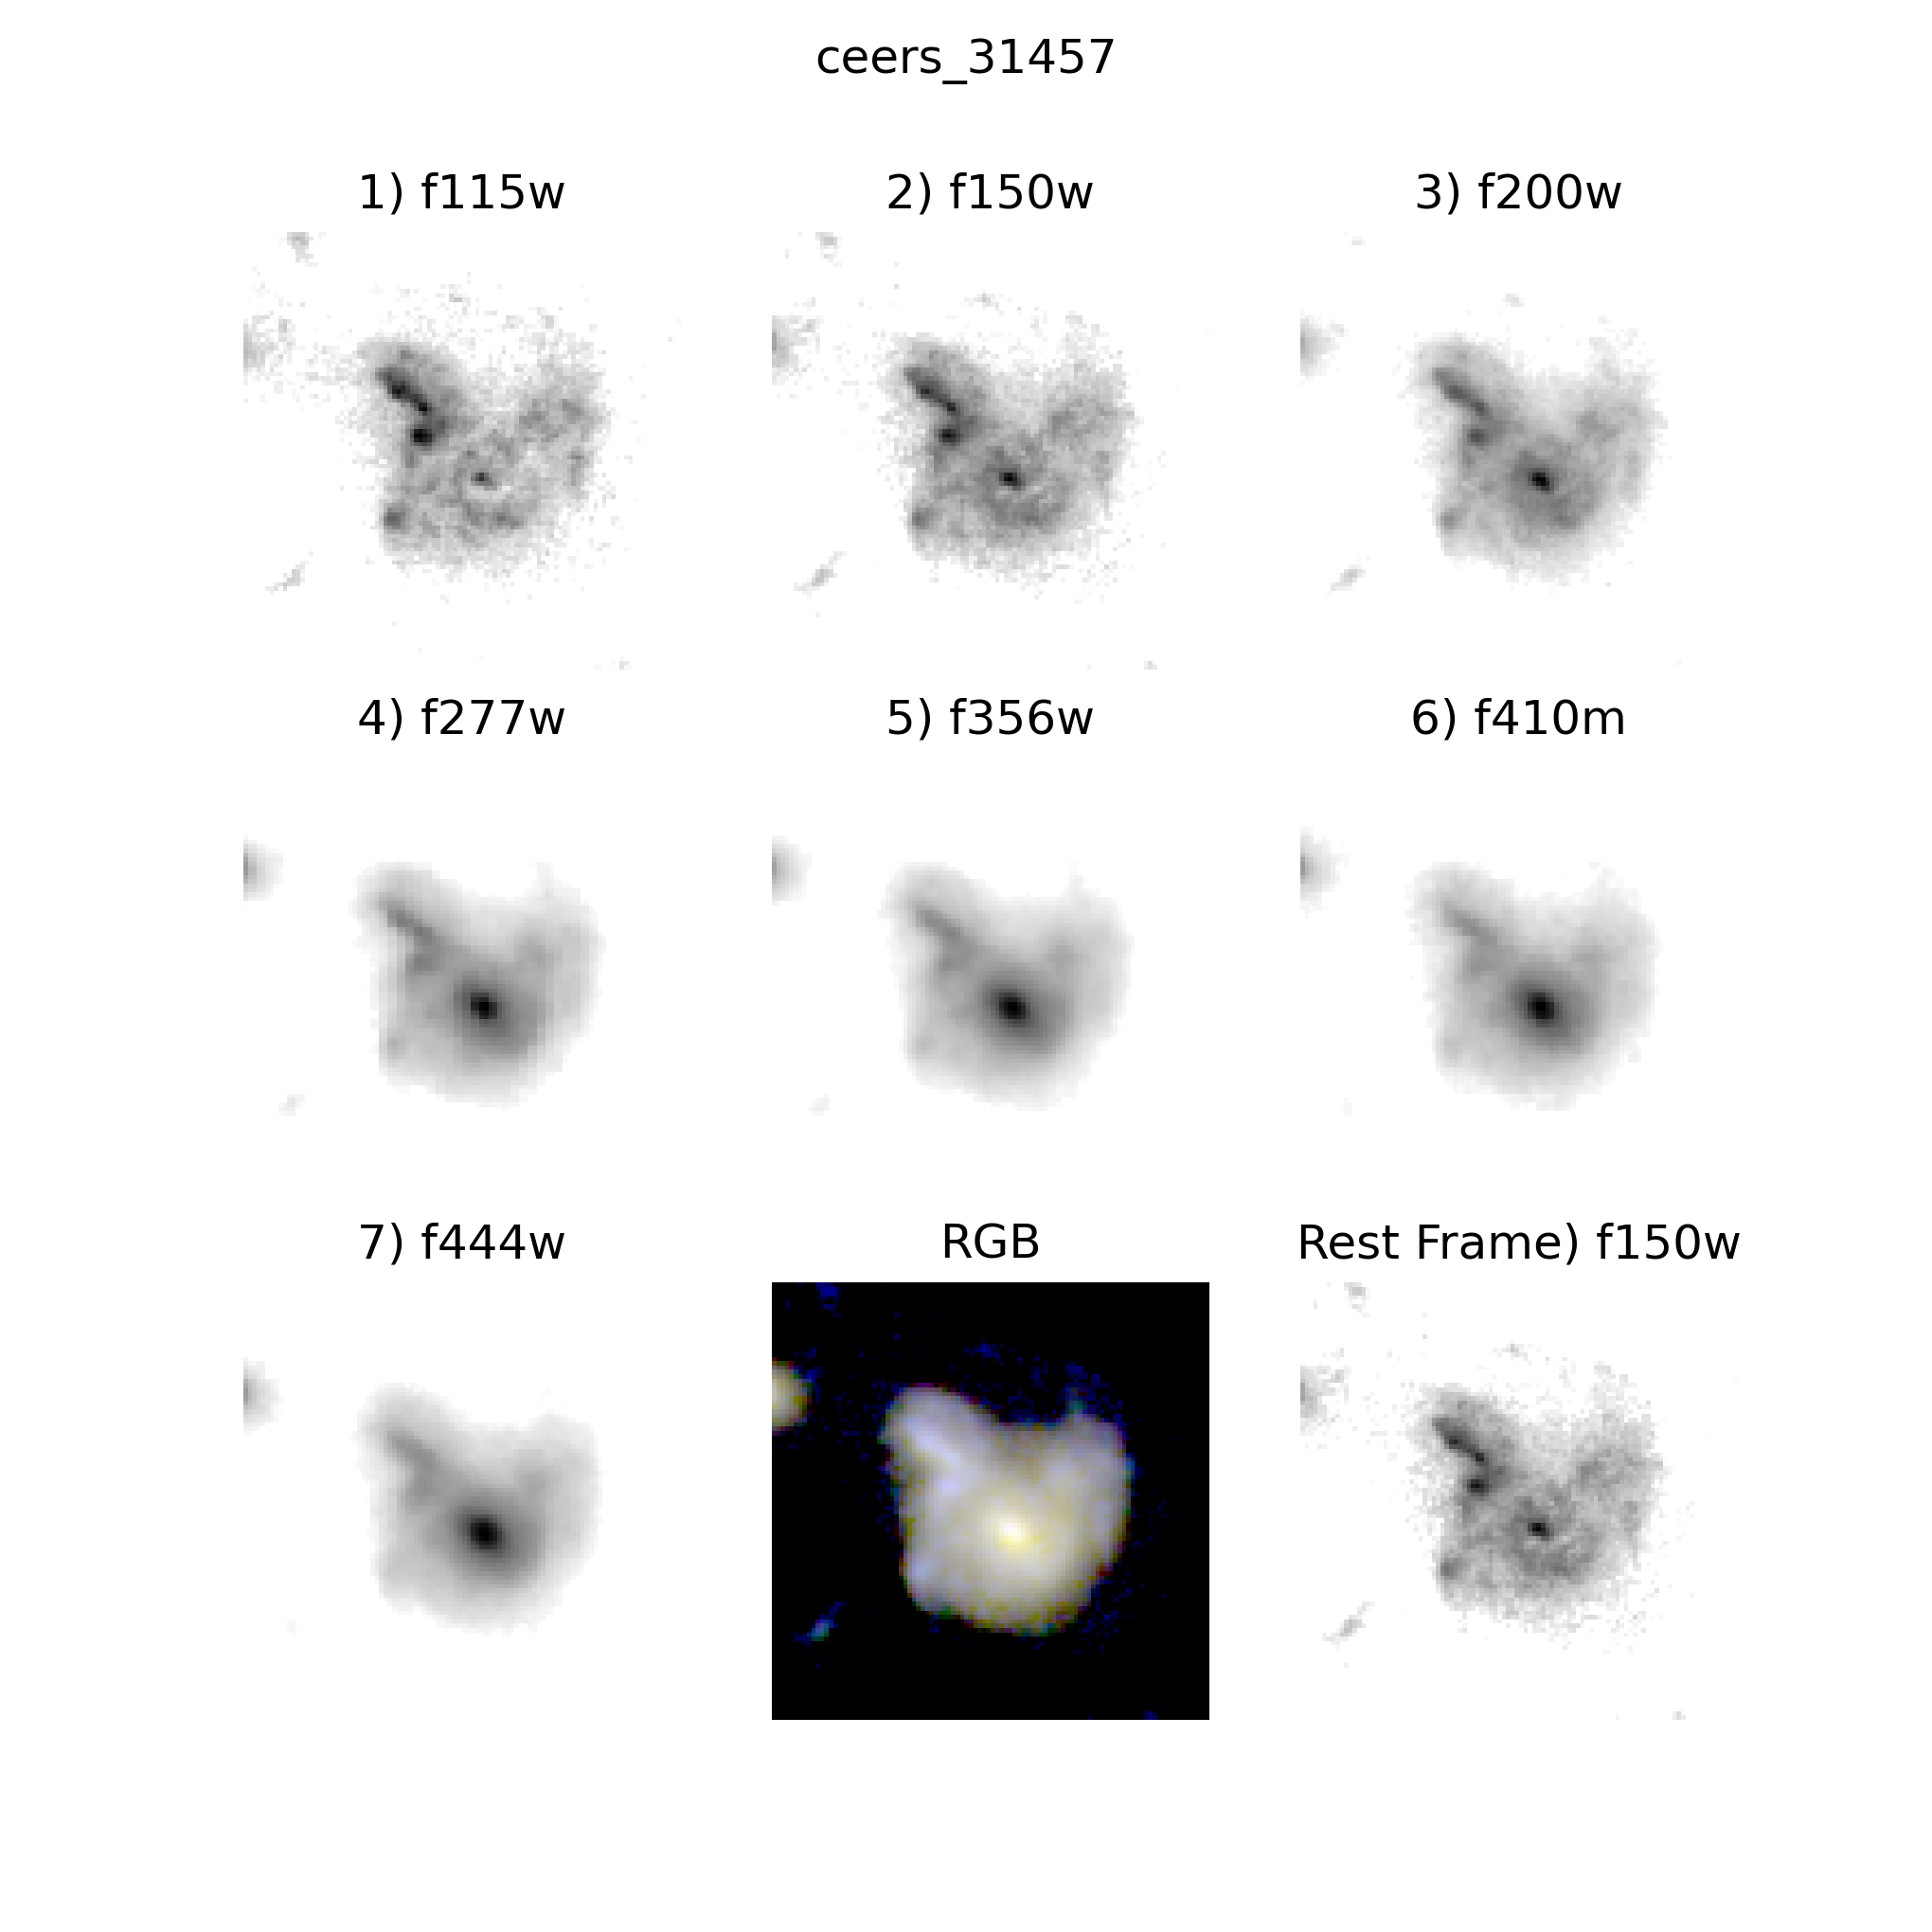 ceers_31457
1) f115w
2) f150w
3) f200w
4) f277w
5) f356w
6) f410m
7) f444w
RGB
Rest Frame) f150w